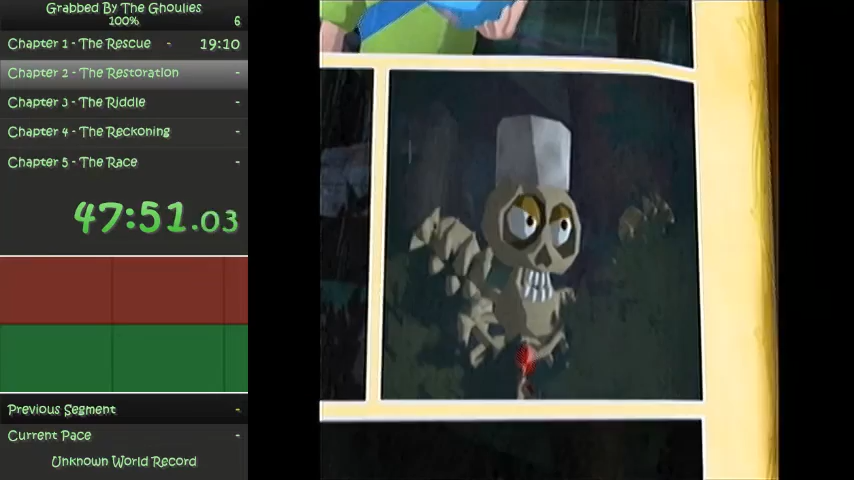 Grabbed By The Ghoulies
100% 6
Chapter 1 - The Rescue - 19:10
Chapter 2 - The Restoration -
Chapter 3 - The Riddle -
Chapter 4 - The Reckoning -
Chapter 5 - The Race -
47:51.03
Previous Segment -
Current Pace -
Unknown World Record